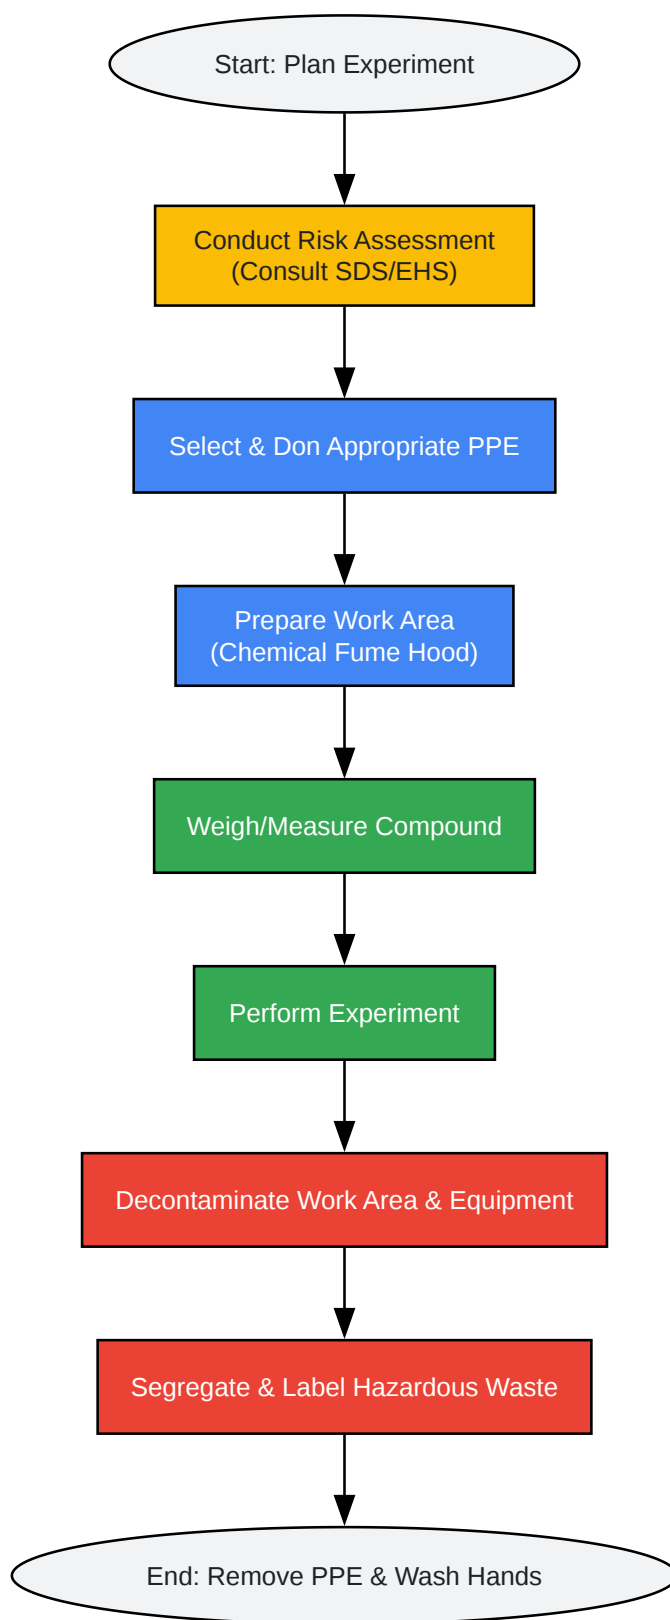 Start: Plan Experiment
Conduct Risk Assessment
(Consult SDS/EHS)
Select & Don Appropriate PPE
Prepare Work Area
(Chemical Fume Hood)
Weigh/Measure Compound
Perform Experiment
Decontaminate Work Area & Equipment
Segregate & Label Hazardous Waste
End: Remove PPE & Wash Hands